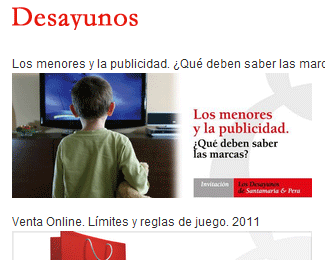 Desayunos
Los menores y la publicidad. ¿Qué deben saber las
Los menores
y la publicidad.
¿Qué deben saber
las marcas?
Invitación
Los Desayunos
de Santamaría & Pera
Venta Online. Límites y reglas de juego. 2011